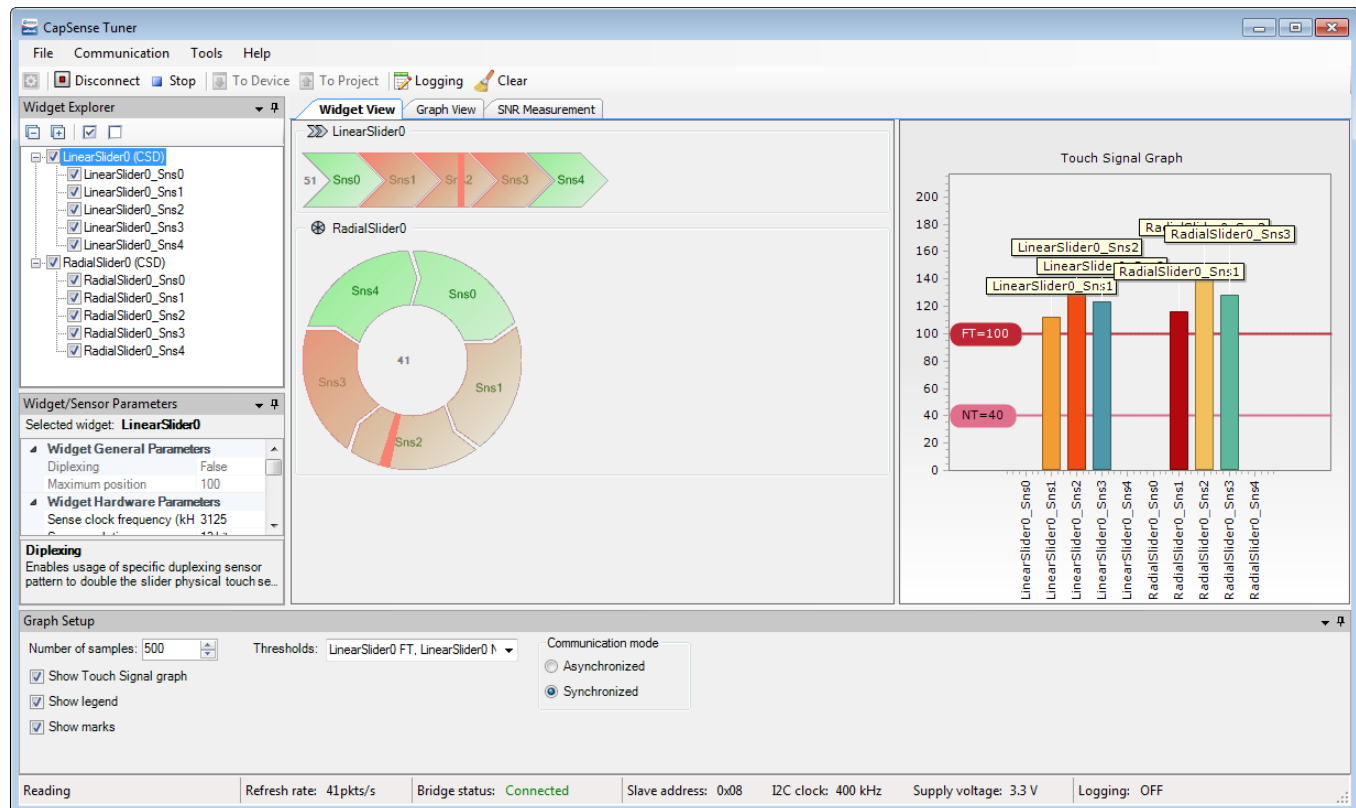 CapSense Tuner
File Communication Tools Help
Disconnect Stop To Device To Project Logging Clear
Widget Explorer
LinearSlider0 (CSD)
LinearSlider0_Sns0
LinearSlider0_Sns1
LinearSlider0_Sns2
LinearSlider0_Sns3
LinearSlider0_Sns4
RadialSlider0 (CSD)
RadialSlider0_Sns0
RadialSlider0_Sns1
RadialSlider0_Sns2
RadialSlider0_Sns3
RadialSlider0_Sns4
Widget/Sensor Parameters
Selected widget: LinearSlider0
Widget General Parameters
Diplexing False
Maximum position 100
Widget Hardware Parameters
Sense clock frequency (kH 3125
Diplexing
Enables usage of specific duplexing sensor
pattern to double the slider physical touch se...
Widget View Graph View SNR Measurement
LinearSlider0
51 Sns0 Sns1 Sns2 Sns3 Sns4
RadialSlider0
Sns4 Sns0
41
Sns3 Sns1
Sns2
Touch Signal Graph
200
180
160
140
120
100
80
60
40
20
0
RadialSlider0_Sns3
LinearSlider0_Sns2
RadialSlider0_Sns1
LinearSlider0_Sns1
FT=100
NT=40
LinearSlider0_Sns0
LinearSlider0_Sns1
LinearSlider0_Sns2
LinearSlider0_Sns3
LinearSlider0_Sns4
RadialSlider0_Sns0
RadialSlider0_Sns1
RadialSlider0_Sns2
RadialSlider0_Sns3
RadialSlider0_Sns4
Graph Setup
Number of samples: 500
Show Touch Signal graph
Show legend
Show marks
Thresholds: LinearSlider0 FT, LinearSlider0 N
Communication mode
Asynchronized
Synchronized
Reading Refresh rate: 41pkts/s Bridge status: Connected Slave address: 0x08 I2C clock: 400 kHz Supply voltage: 3.3 V Logging: OFF